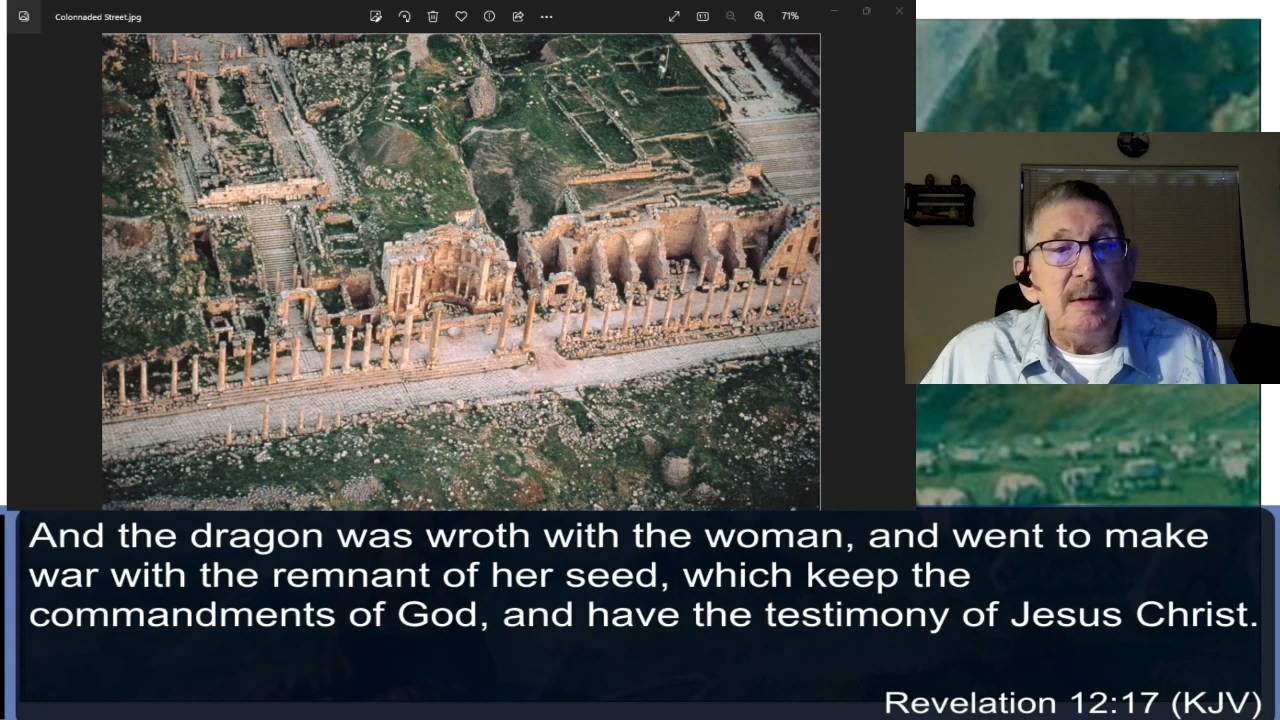 Colonnaded Street.jpg
71%
And the dragon was wroth with the woman, and went to make
war with the remnant of her seed, which keep the
commandments of God, and have the testimony of Jesus Christ.
Revelation 12:17 (KJV)